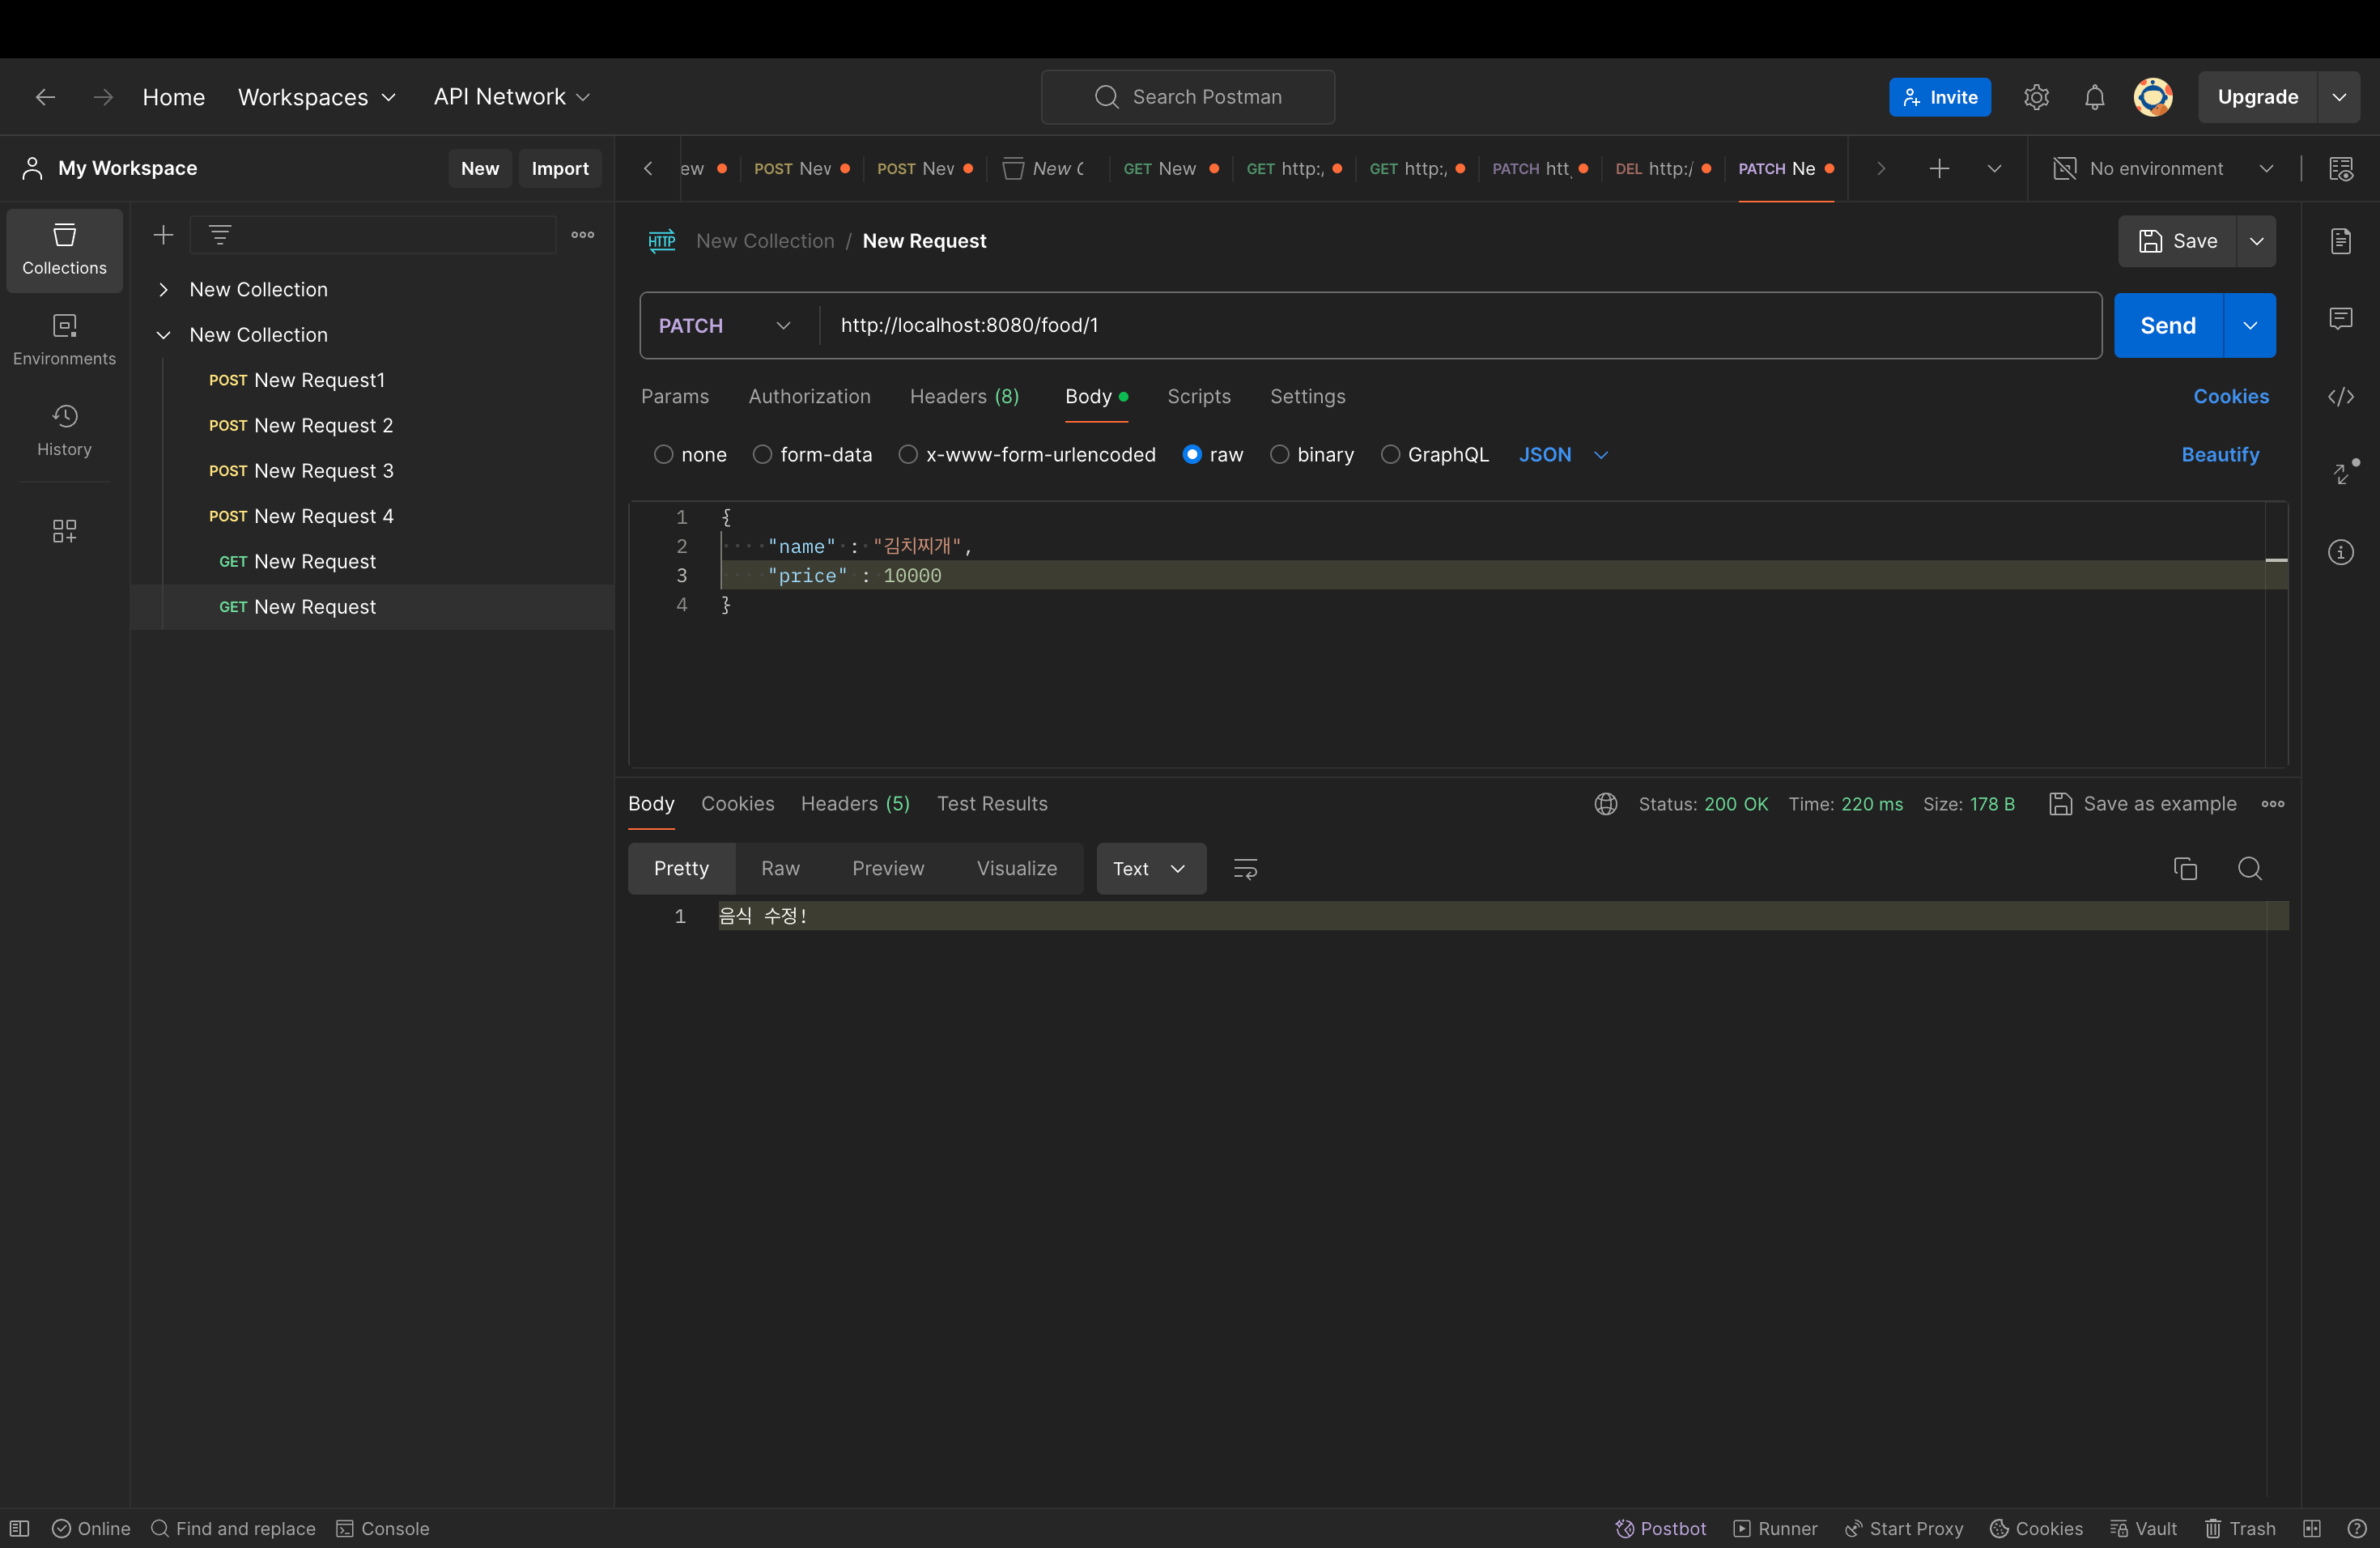 Home Workspaces API Network Search Postman Invite Upgrade
My Workspace New Import
ew POST New POST New New C GET New GET http:/ GET http:/ PATCH htt DEL http:/ PATCH Ne No environment
Collections
Environments
History
New Collection
New Collection
POST New Request1
POST New Request 2
POST New Request 3
POST New Request 4
GET New Request
GET New Request
HTTP New Collection / New Request Save
PATCH http://localhost:8080/food/1 Send
Params Authorization Headers (8) Body Scripts Settings Cookies
none form-data x-www-form-urlencoded raw binary GraphQL JSON Beautify
1 {
2 "name" : "김치찌개",
3 "price" : 10000
4 }
Body Cookies Headers (5) Test Results Status: 200 OK Time: 220 ms Size: 178 B Save as example
Pretty Raw Preview Visualize Text
1 음식 수정!
Online Find and replace Console Postbot Runner Start Proxy Cookies Vault Trash